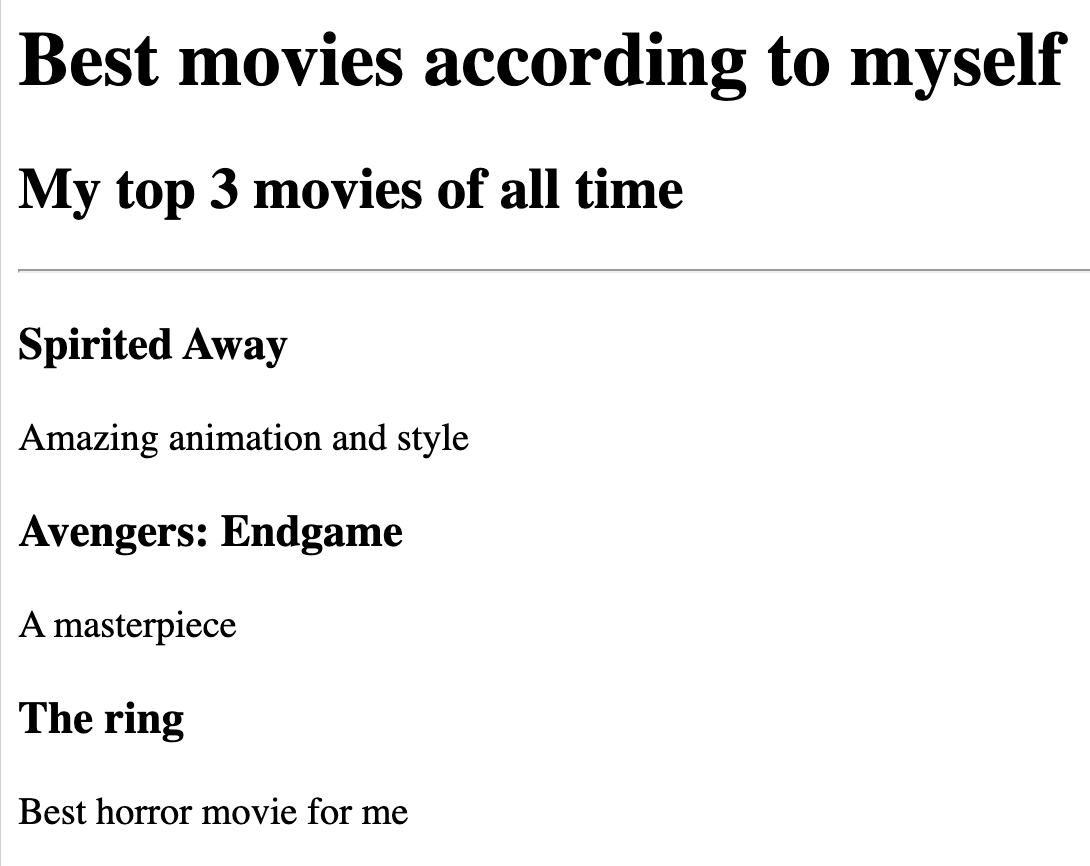 Best movies according to myself
My top 3 movies of all time
Spirited Away
Amazing animation and style
Avengers: Endgame
A masterpiece
The ring
Best horror movie for me